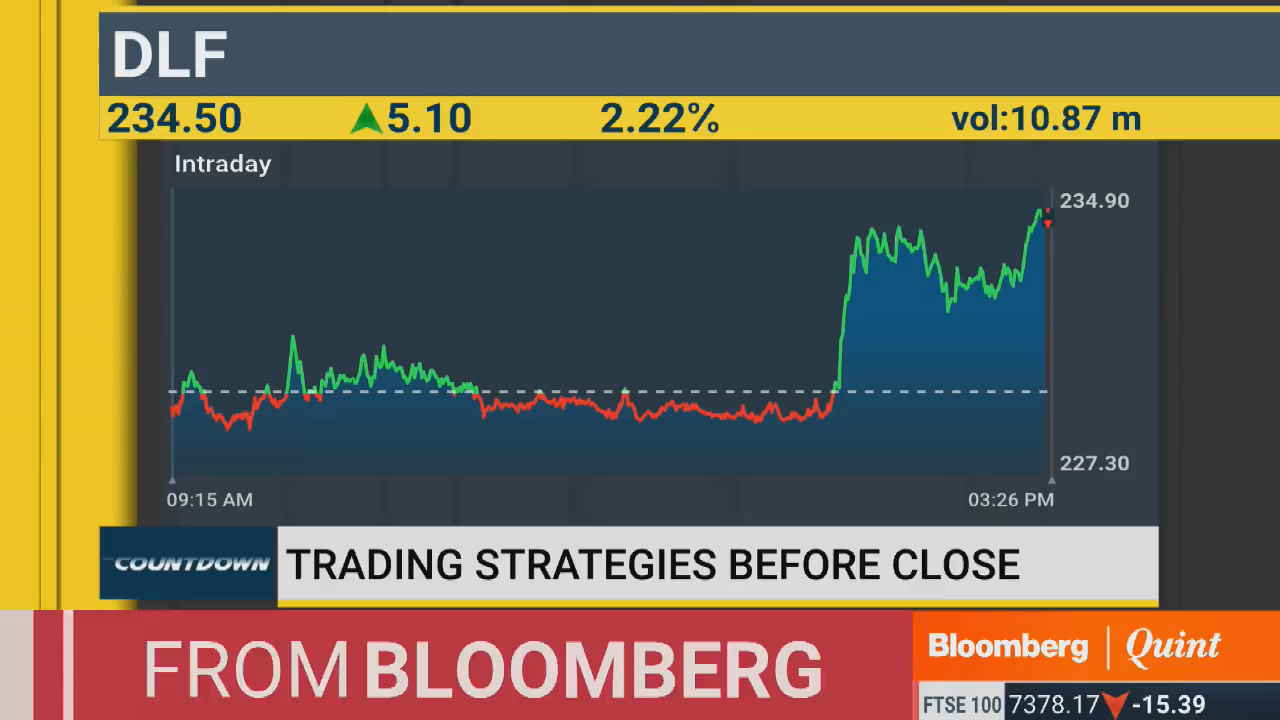 DLF
234.50 ▲5.10 2.22% vol:10.87 m
Intraday
234.90
227.30
09:15 AM 03:26 PM
COUNTDOWN TRADING STRATEGIES BEFORE CLOSE
FROM BLOOMBERG
Bloomberg | Quint
FTSE 100 7378.17 ▼ -15.39